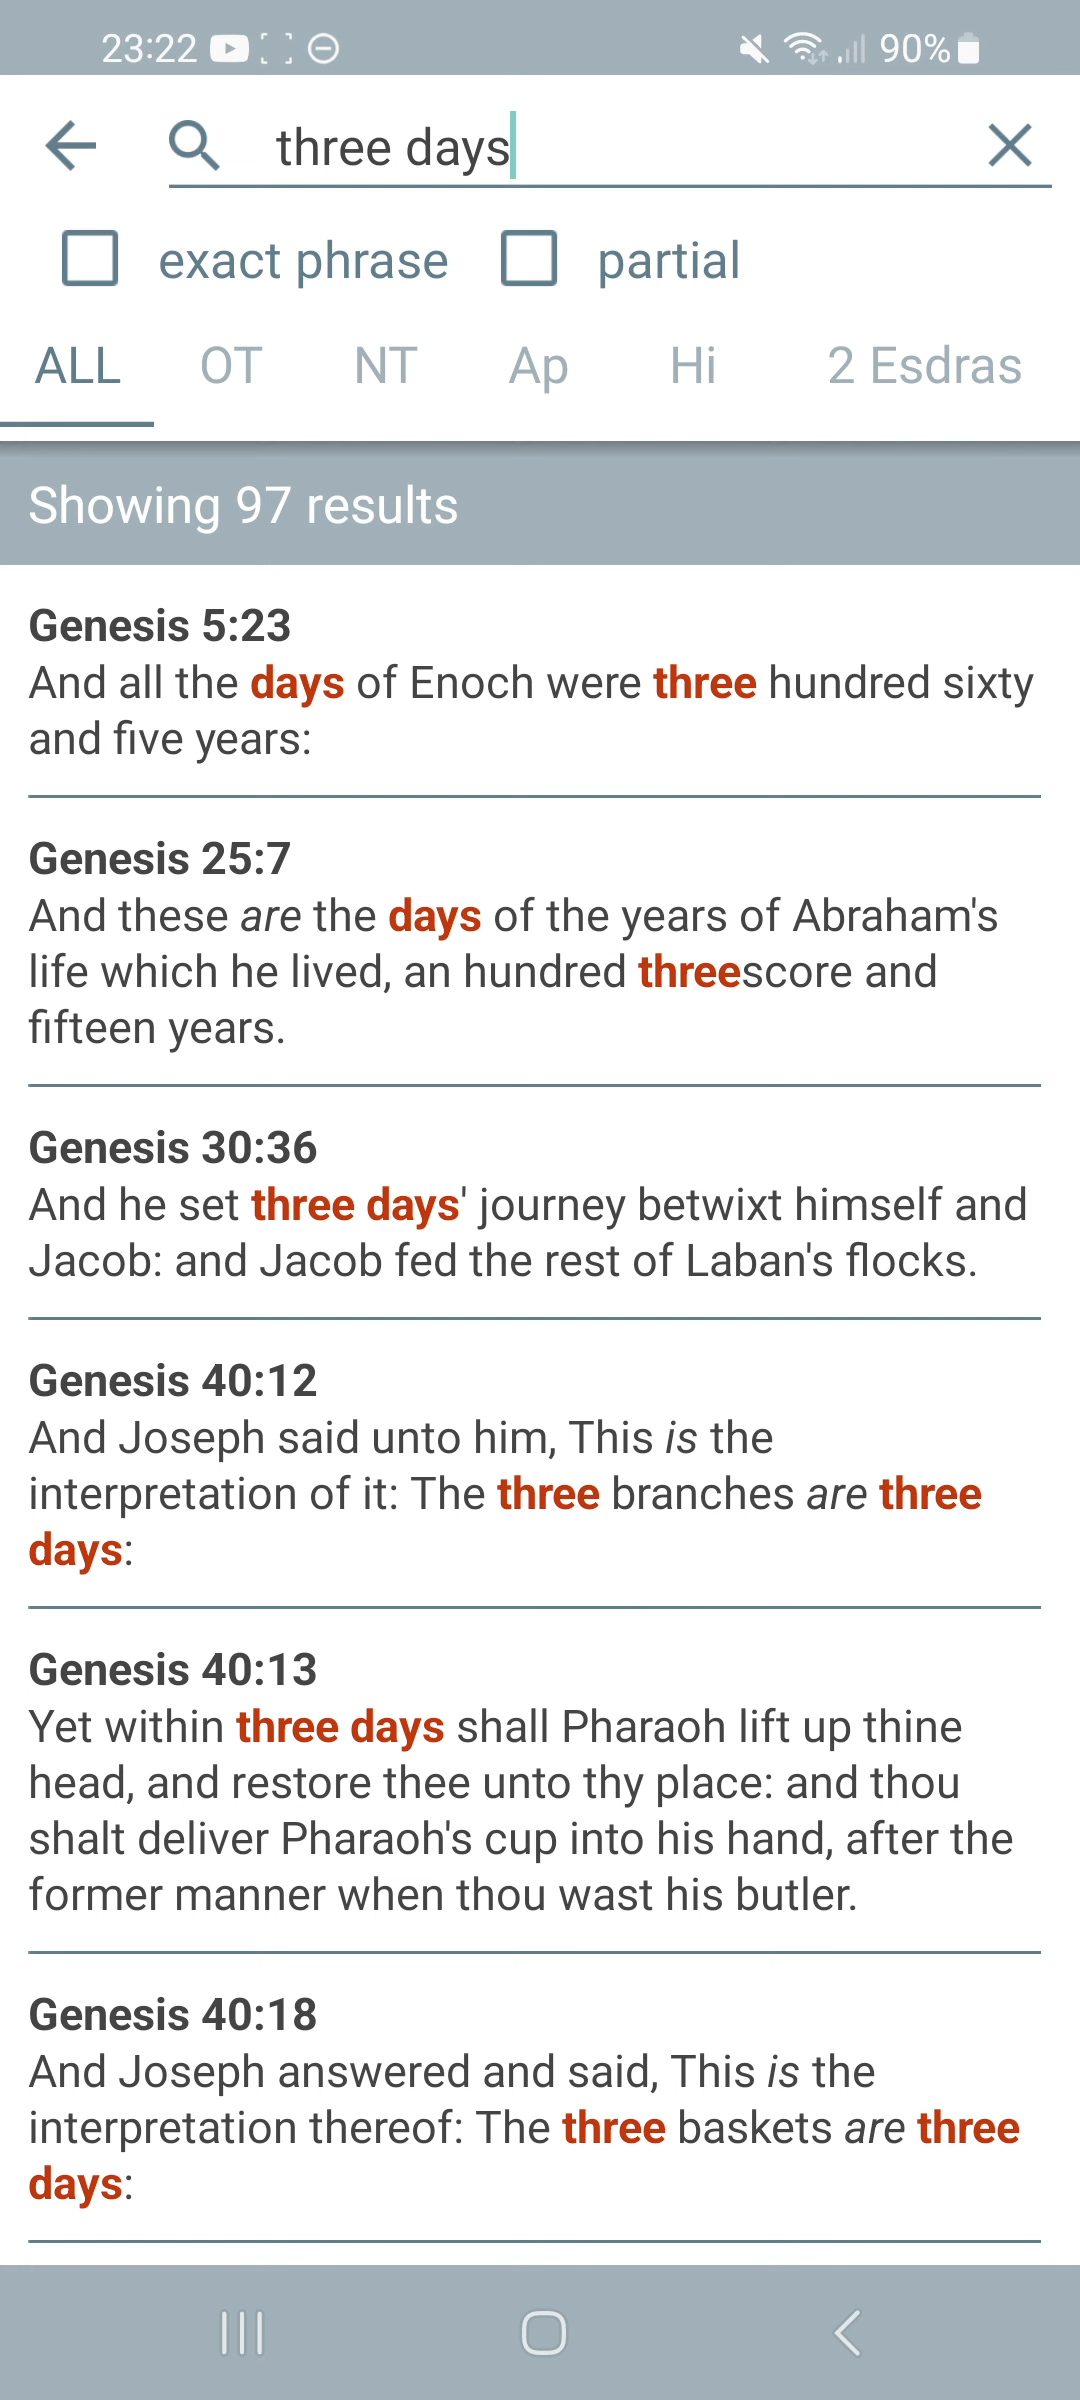 23:22 90%
three days
exact phrase partial
ALL OT NT Ap Hi 2 Esdras
Showing 97 results
Genesis 5:23
And all the days of Enoch were three hundred sixty
and five years:
Genesis 25:7
And these are the days of the years of Abraham's
life which he lived, an hundred threescore and
fifteen years.
Genesis 30:36
And he set three days' journey betwixt himself and
Jacob: and Jacob fed the rest of Laban's flocks.
Genesis 40:12
And Joseph said unto him, This is the
interpretation of it: The three branches are three
days:
Genesis 40:13
Yet within three days shall Pharaoh lift up thine
head, and restore thee unto thy place: and thou
shalt deliver Pharaoh's cup into his hand, after the
former manner when thou wast his butler.
Genesis 40:18
And Joseph answered and said, This is the
interpretation thereof: The three baskets are three
days: